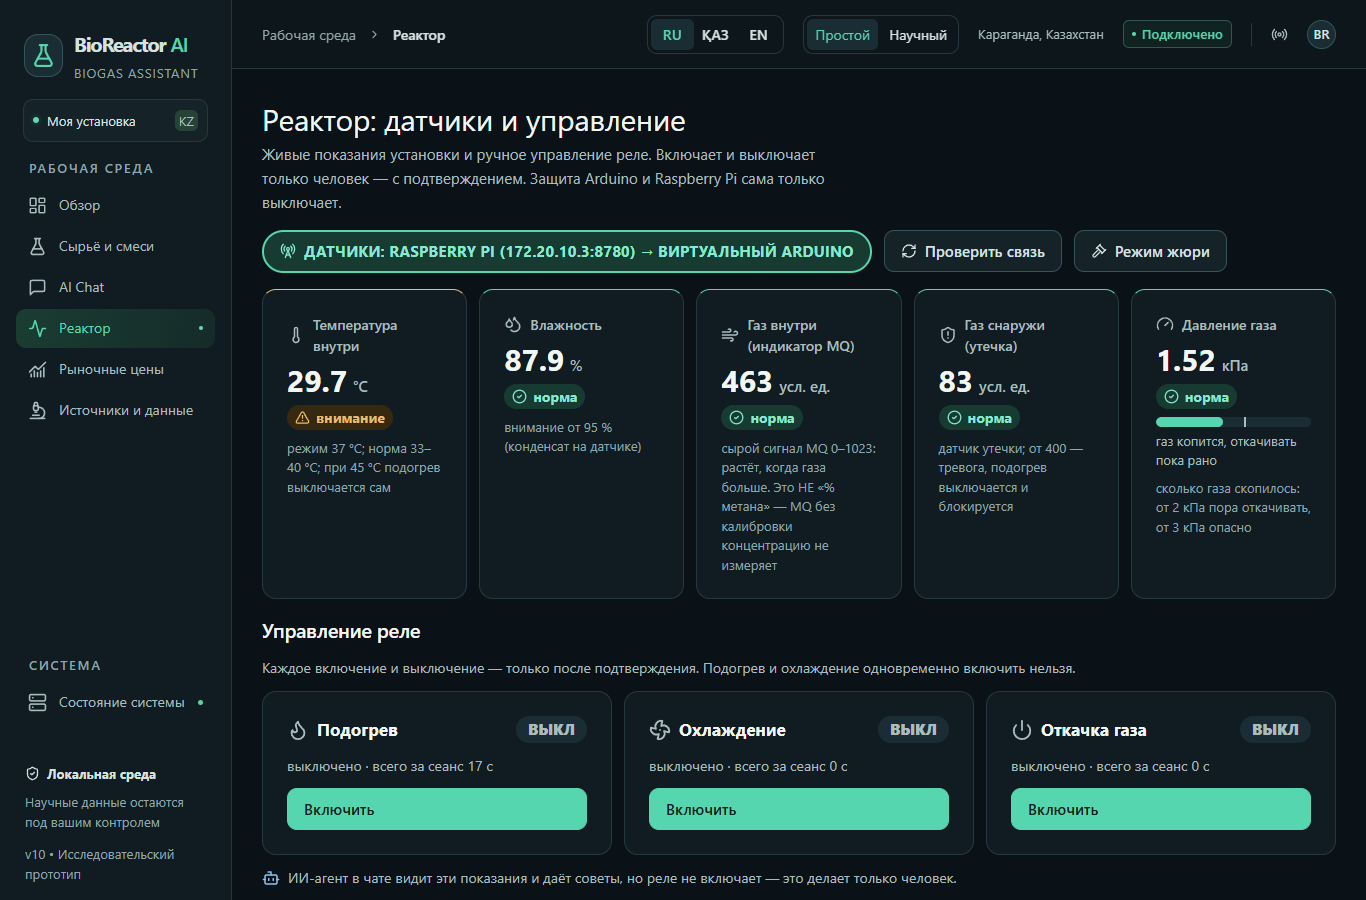 BioReactor AI
BIOGAS ASSISTANT
Моя установка KZ
РАБОЧАЯ СРЕДА
Обзор
Сырьё и смеси
AI Chat
Реактор
Рыночные цены
Источники и данные
СИСТЕМА
Состояние системы
Локальная среда
Научные данные остаются
под вашим контролем
v10 • Исследовательский
прототип
Рабочая среда > Реактор
RU ҚАЗ EN
Простой Научный
Караганда, Казахстан
• Подключено
BR
Реактор: датчики и управление
Живые показания установки и ручное управление реле. Включает и выключает
только человек — с подтверждением. Защита Arduino и Raspberry Pi сама только
выключает.
ДАТЧИКИ: RASPBERRY PI (172.20.10.3:8780) → ВИРТУАЛЬНЫЙ ARDUINO
Проверить связь
Режим жюри
Температура
внутри
29.7 °C
внимание
режим 37 °C; норма 33–
40 °C; при 45 °C подогрев
выключается сам
Влажность
87.9 %
норма
внимание от 95 %
(конденсат на датчике)
Газ внутри
(индикатор MQ)
463 усл. ед.
норма
сырой сигнал MQ 0–1023:
растёт, когда газа
больше. Это НЕ «%
метана» — MQ без
калибровки
концентрацию не
измеряет
Газ снаружи
(утечка)
83 усл. ед.
норма
датчик утечки; от 400 —
тревога, подогрев
выключается и
блокируется
Давление газа
1.52 кПа
норма
газ копится, откачивать
пока рано
сколько газа скопилось:
от 2 кПа пора откачивать,
от 3 кПа опасно
Управление реле
Каждое включение и выключение — только после подтверждения. Подогрев и охлаждение одновременно включить нельзя.
Подогрев ВЫКЛ
выключено · всего за сеанс 17 с
Включить
Охлаждение ВЫКЛ
выключено · всего за сеанс 0 с
Включить
Откачка газа ВЫКЛ
выключено · всего за сеанс 0 с
Включить
ИИ-агент в чате видит эти показания и даёт советы, но реле не включает — это делает только человек.